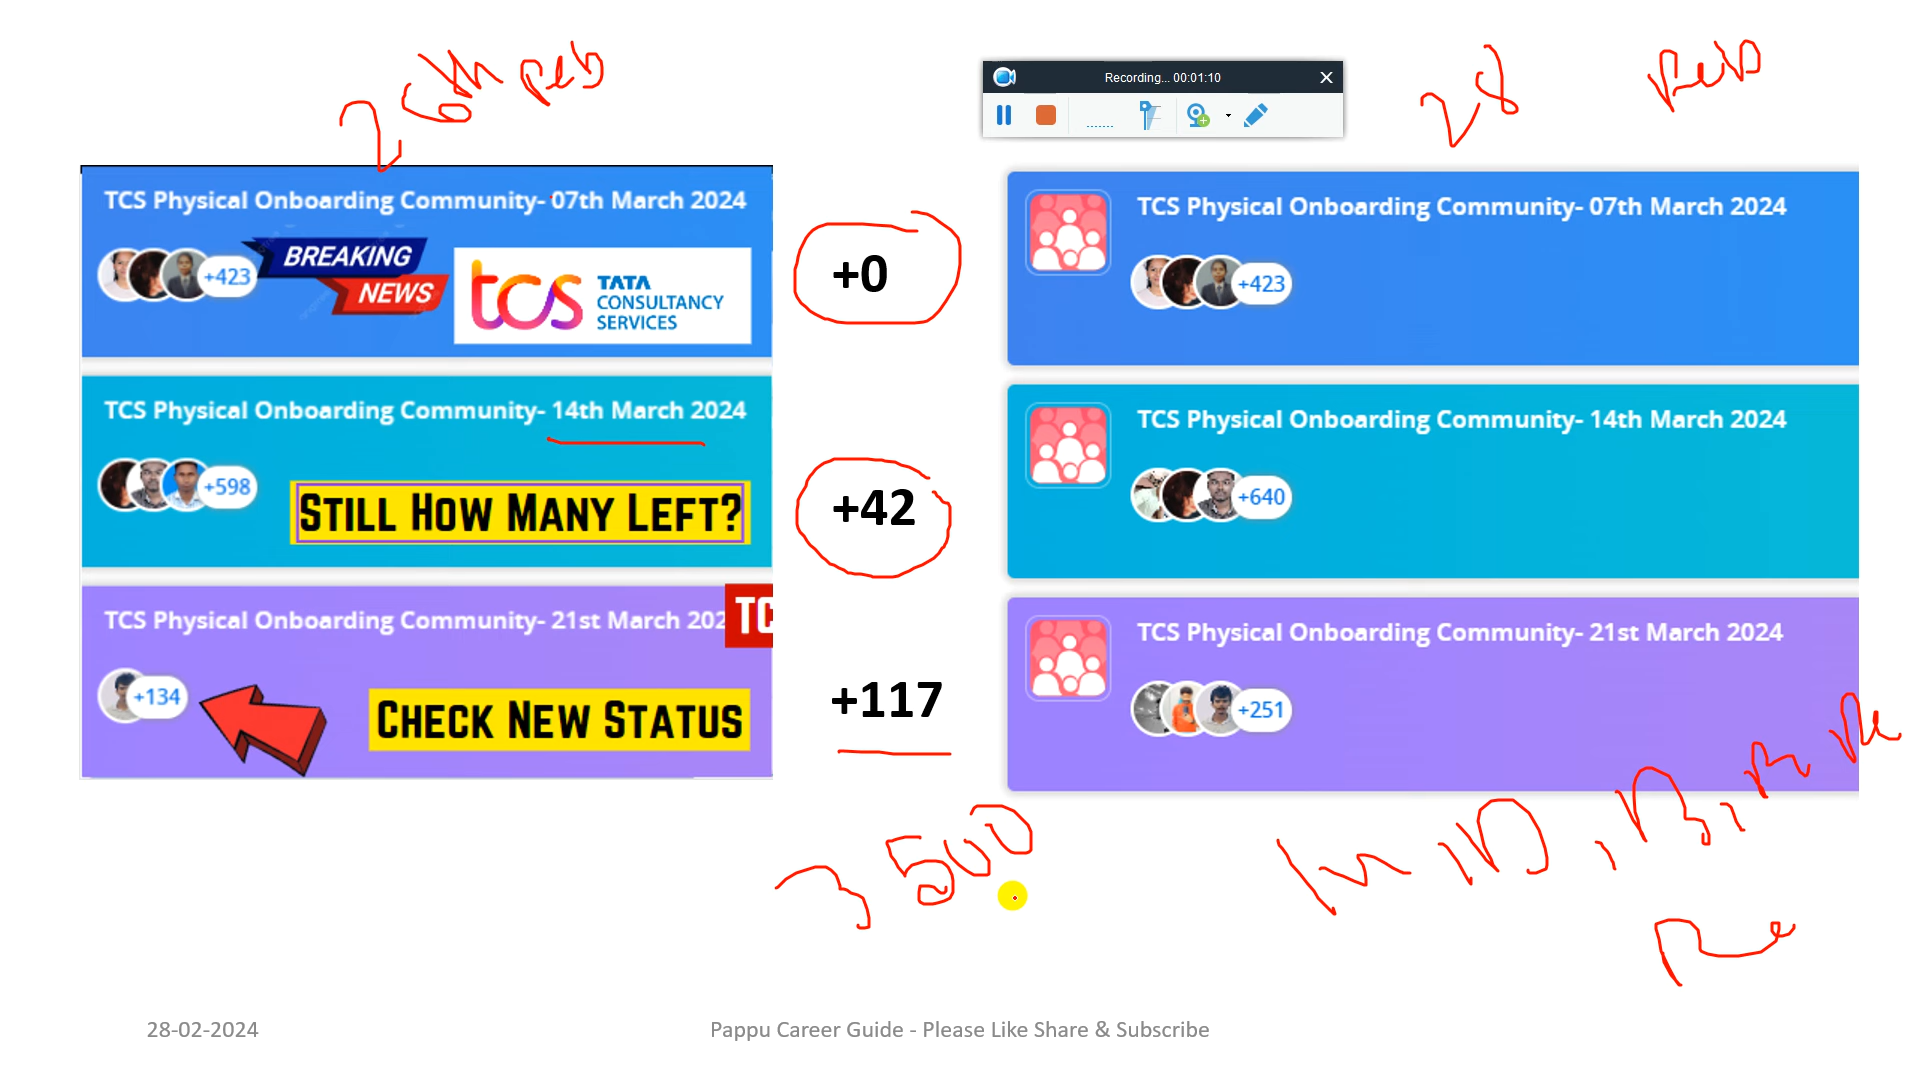 26th Feb
28 Feb
Recording... 00:01:10
TCS Physical Onboarding Community- 07th March 2024
+423
BREAKING
NEWS
tcs TATA
CONSULTANCY
SERVICES
+0
TCS Physical Onboarding Community- 07th March 2024
+423
TCS Physical Onboarding Community- 14th March 2024
+598
STILL HOW MANY LEFT?
+42
TCS Physical Onboarding Community- 14th March 2024
+640
TCS Physical Onboarding Community- 21st March 202
TC
+134
CHECK NEW STATUS
+117
TCS Physical Onboarding Community- 21st March 2024
+251
3500
28-02-2024
Pappu Career Guide - Please Like Share & Subscribe